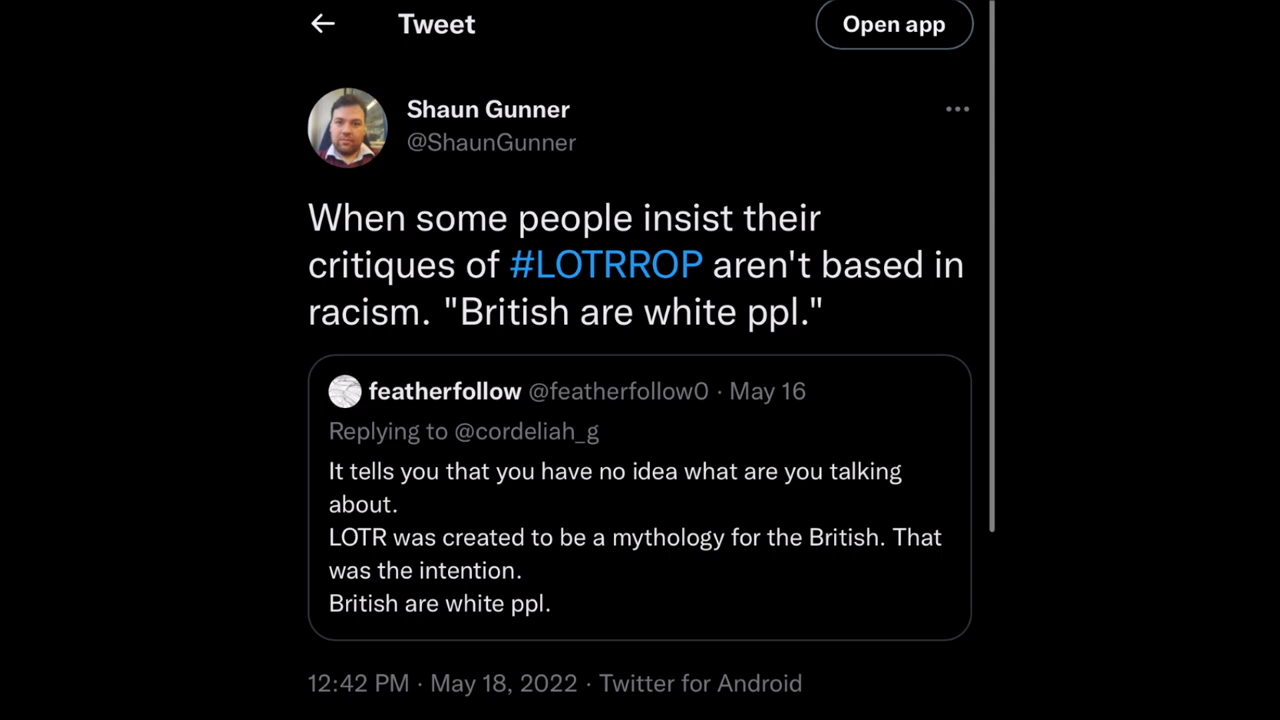 Tweet
Open app
Shaun Gunner
@ShaunGunner
When some people insist their
critiques of #LOTRROP aren't based in
racism. "British are white ppl."
featherfollow @featherfollow0 · May 16
Replying to @cordeliah_g
It tells you that you have no idea what are you talking
about.
LOTR was created to be a mythology for the British. That
was the intention.
British are white ppl.
12:42 PM · May 18, 2022 · Twitter for Android